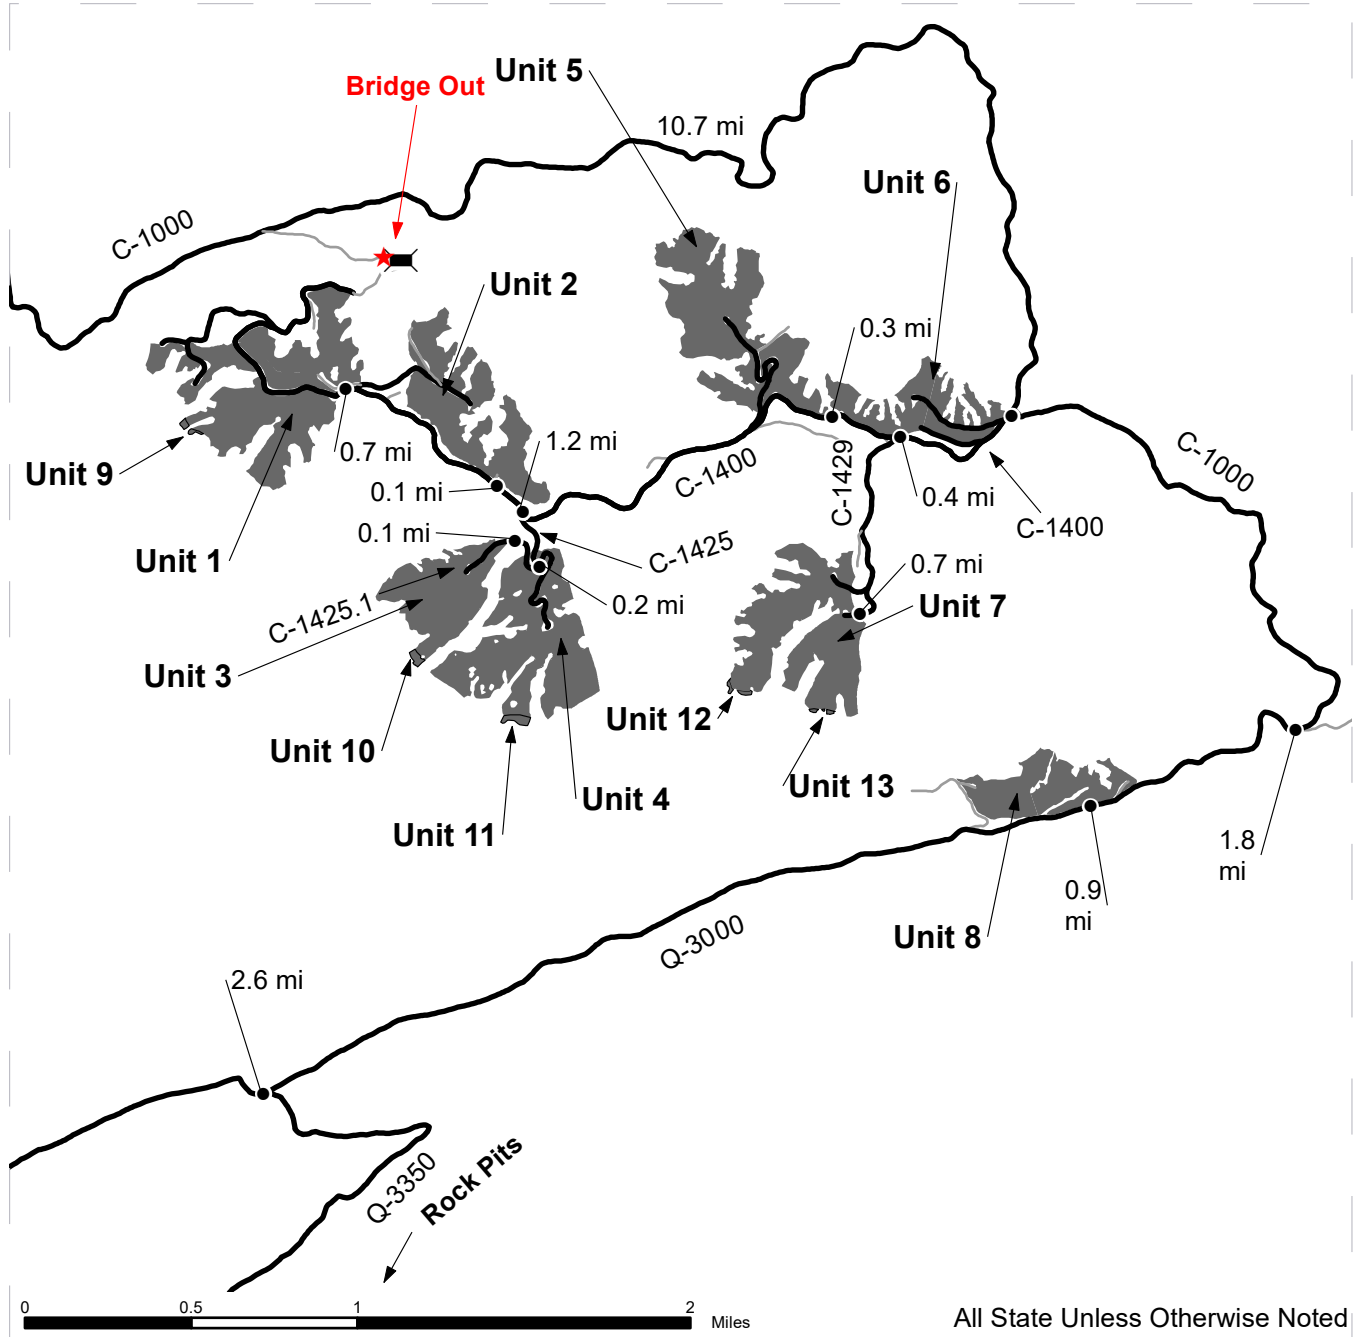 Unit 5
Bridge Out
10.7 mi
Unit 6
C-1000
Unit 2
0.3 mi
0.7 mi
1.2 mi
C-1400
C-1429
C-1000
Unit 9
0.1 mi
0.4 mi
C-1400
0.1 mi
Unit 1
C-1425
0.7 mi
C-1425.1
0.2 mi
Unit 7
Unit 3
Unit 12
Unit 10
Unit 13
Unit 4
Unit 11
1.8
mi
0.9
mi
Unit 8
Q-3000
2.6 mi
Q-3350
Rock Pits
0 0.5 1 2
Miles
All State Unless Otherwise Noted